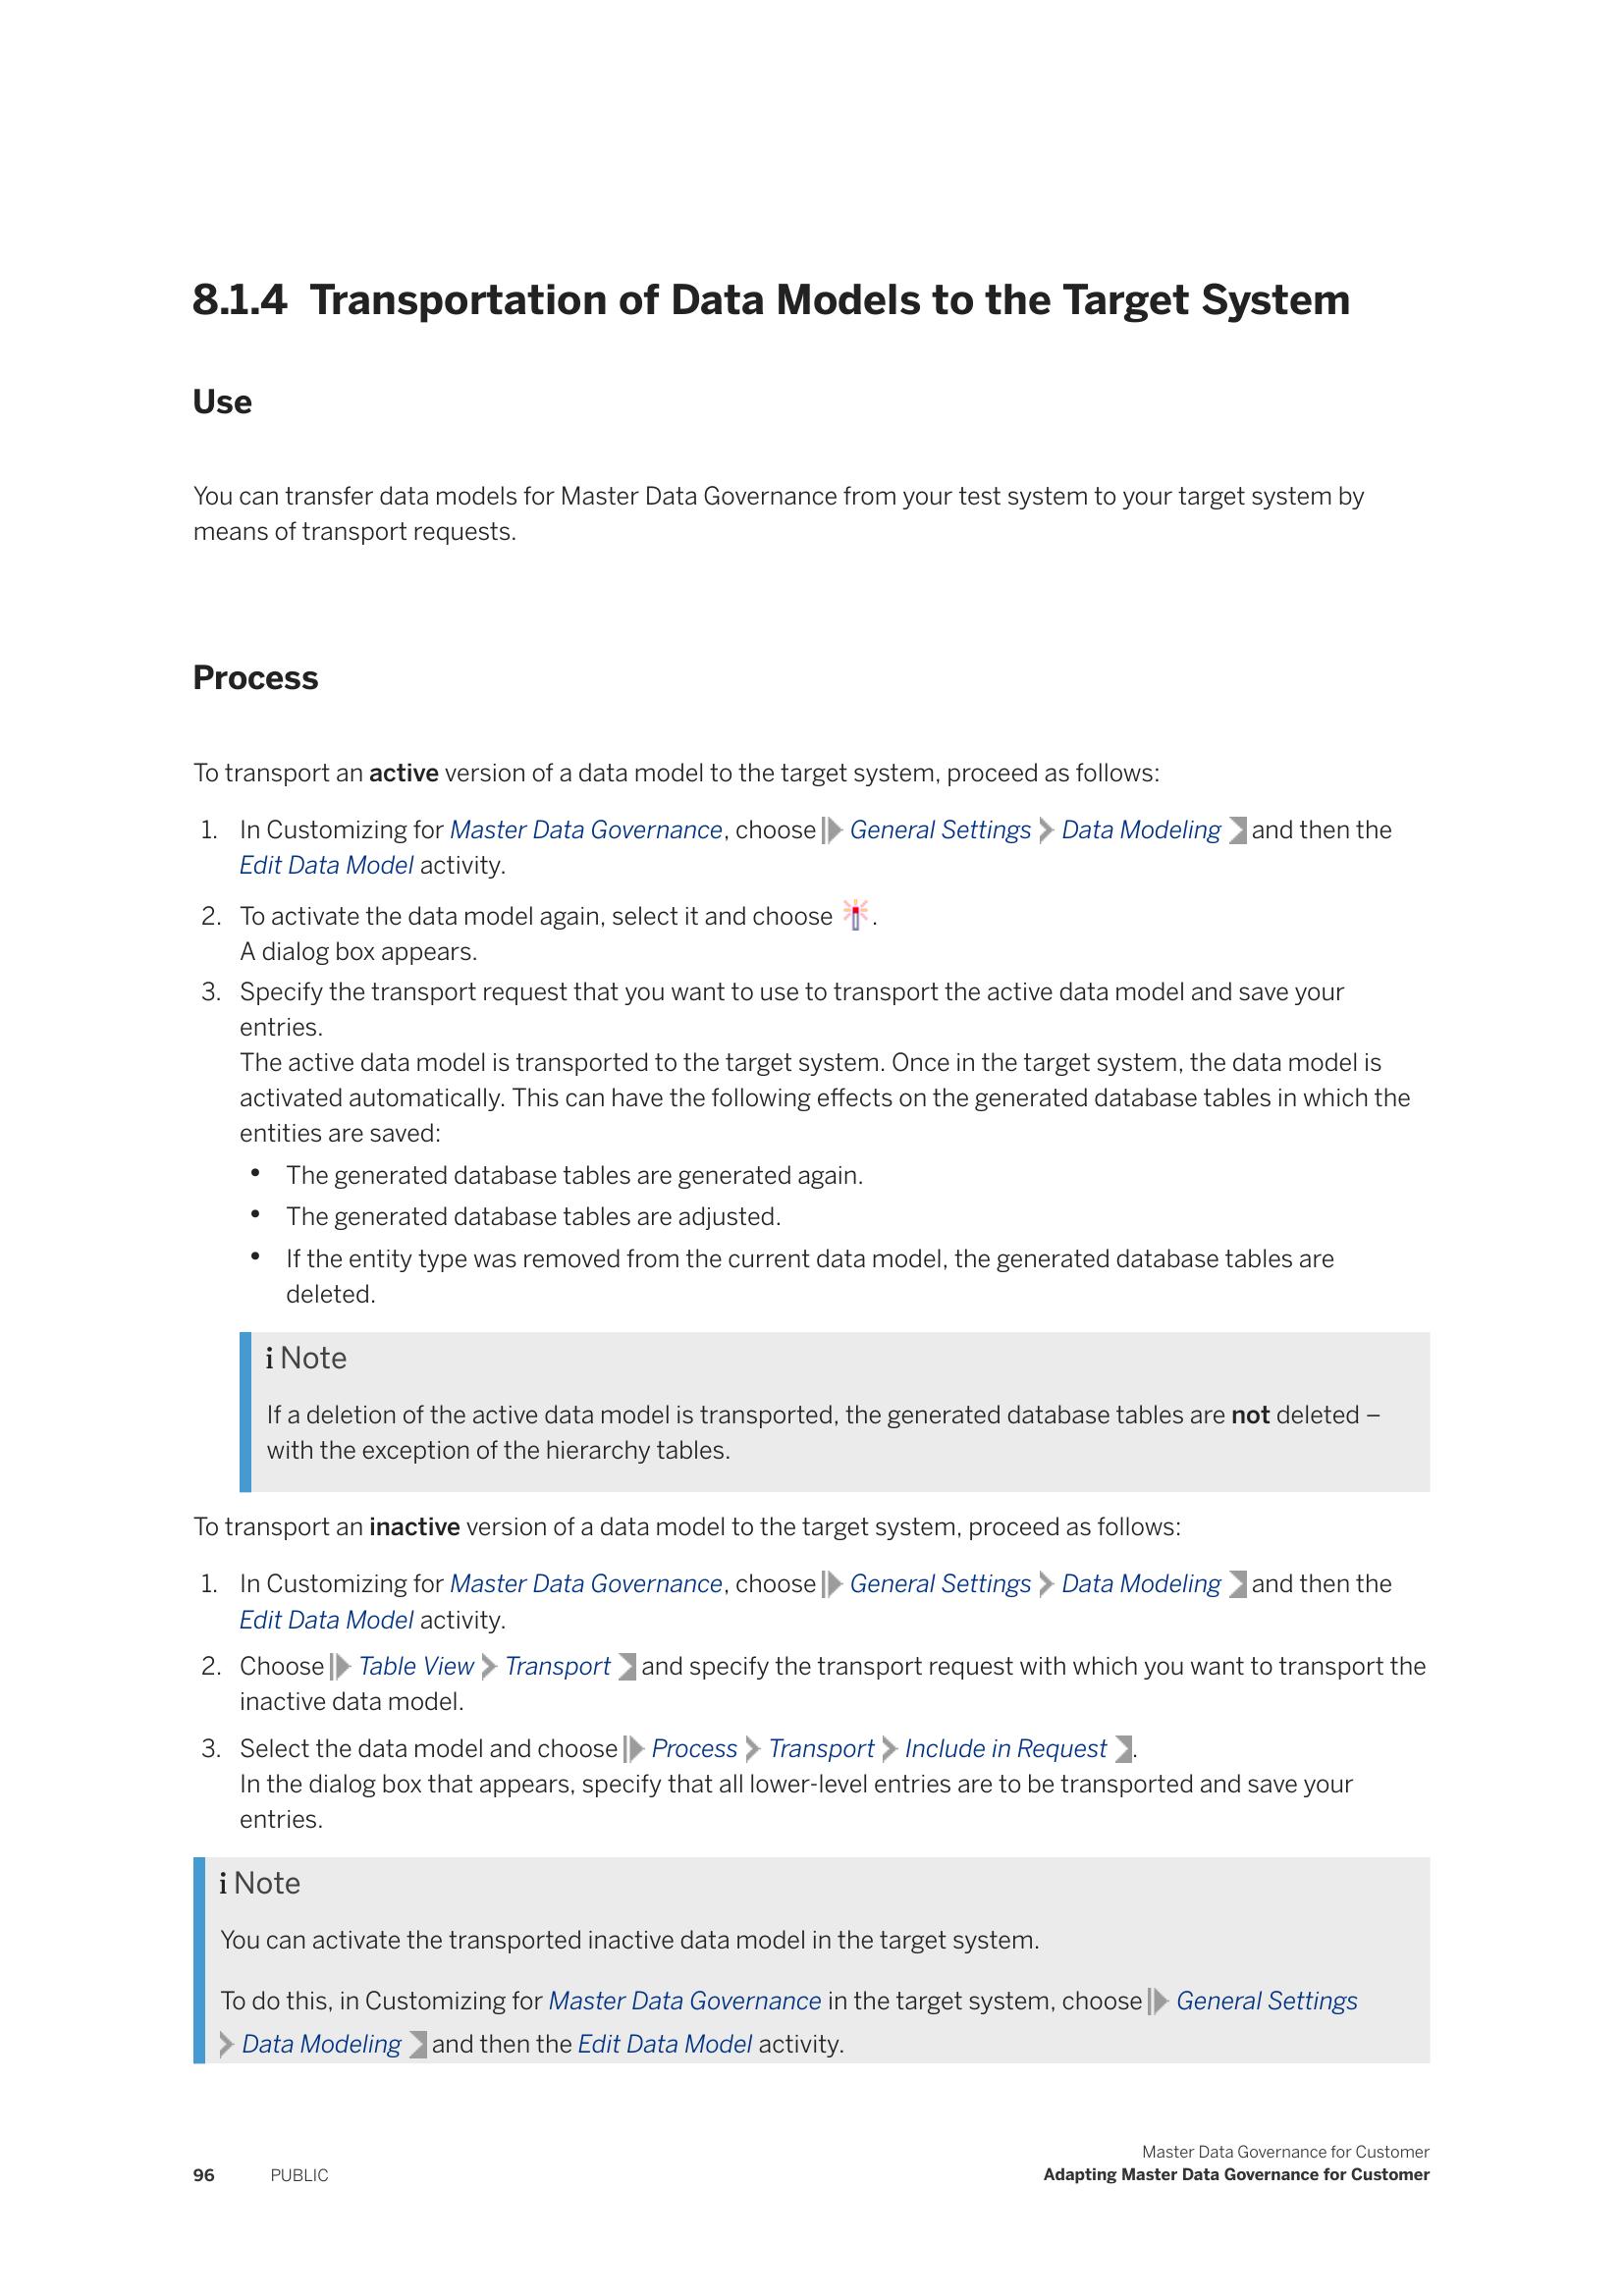 8.1.4 Transportation of Data Models to the Target System
Use
You can transfer data models for Master Data Governance from your test system to your target system by
means of transport requests.
Process
To transport an active version of a data model to the target system, proceed as follows:
1. In Customizing for Master Data Governance, choose General Settings Data Modeling and then the
Edit Data Model activity.
2. To activate the data model again, select it and choose .
A dialog box appears.
3. Specify the transport request that you want to use to transport the active data model and save your
entries.
The active data model is transported to the target system. Once in the target system, the data model is
activated automatically. This can have the following effects on the generated database tables in which the
entities are saved:
• The generated database tables are generated again.
• The generated database tables are adjusted.
• If the entity type was removed from the current data model, the generated database tables are
deleted.
i Note
If a deletion of the active data model is transported, the generated database tables are not deleted –
with the exception of the hierarchy tables.
To transport an inactive version of a data model to the target system, proceed as follows:
1. In Customizing for Master Data Governance, choose General Settings Data Modeling and then the
Edit Data Model activity.
2. Choose Table View Transport and specify the transport request with which you want to transport the
inactive data model.
3. Select the data model and choose Process Transport Include in Request .
In the dialog box that appears, specify that all lower-level entries are to be transported and save your
entries.
i Note
You can activate the transported inactive data model in the target system.
To do this, in Customizing for Master Data Governance in the target system, choose General Settings
Data Modeling and then the Edit Data Model activity.
Master Data Governance for Customer
96 PUBLIC Adapting Master Data Governance for Customer